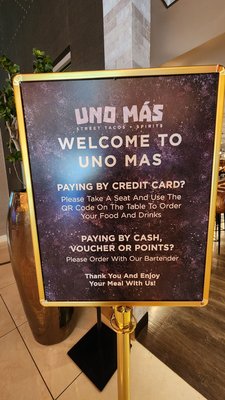 UNO MÁS
STREET TACOS + SPIRITS
WELCOME TO
UNO MAS
PAYING BY CREDIT CARD?
Please Take A Seat And Use The
QR Code On The Table To Order
Your Food And Drinks
PAYING BY CASH,
VOUCHER OR POINTS?
Please Order With Our Bartender
Thank You And Enjoy
Your Meal With Us!